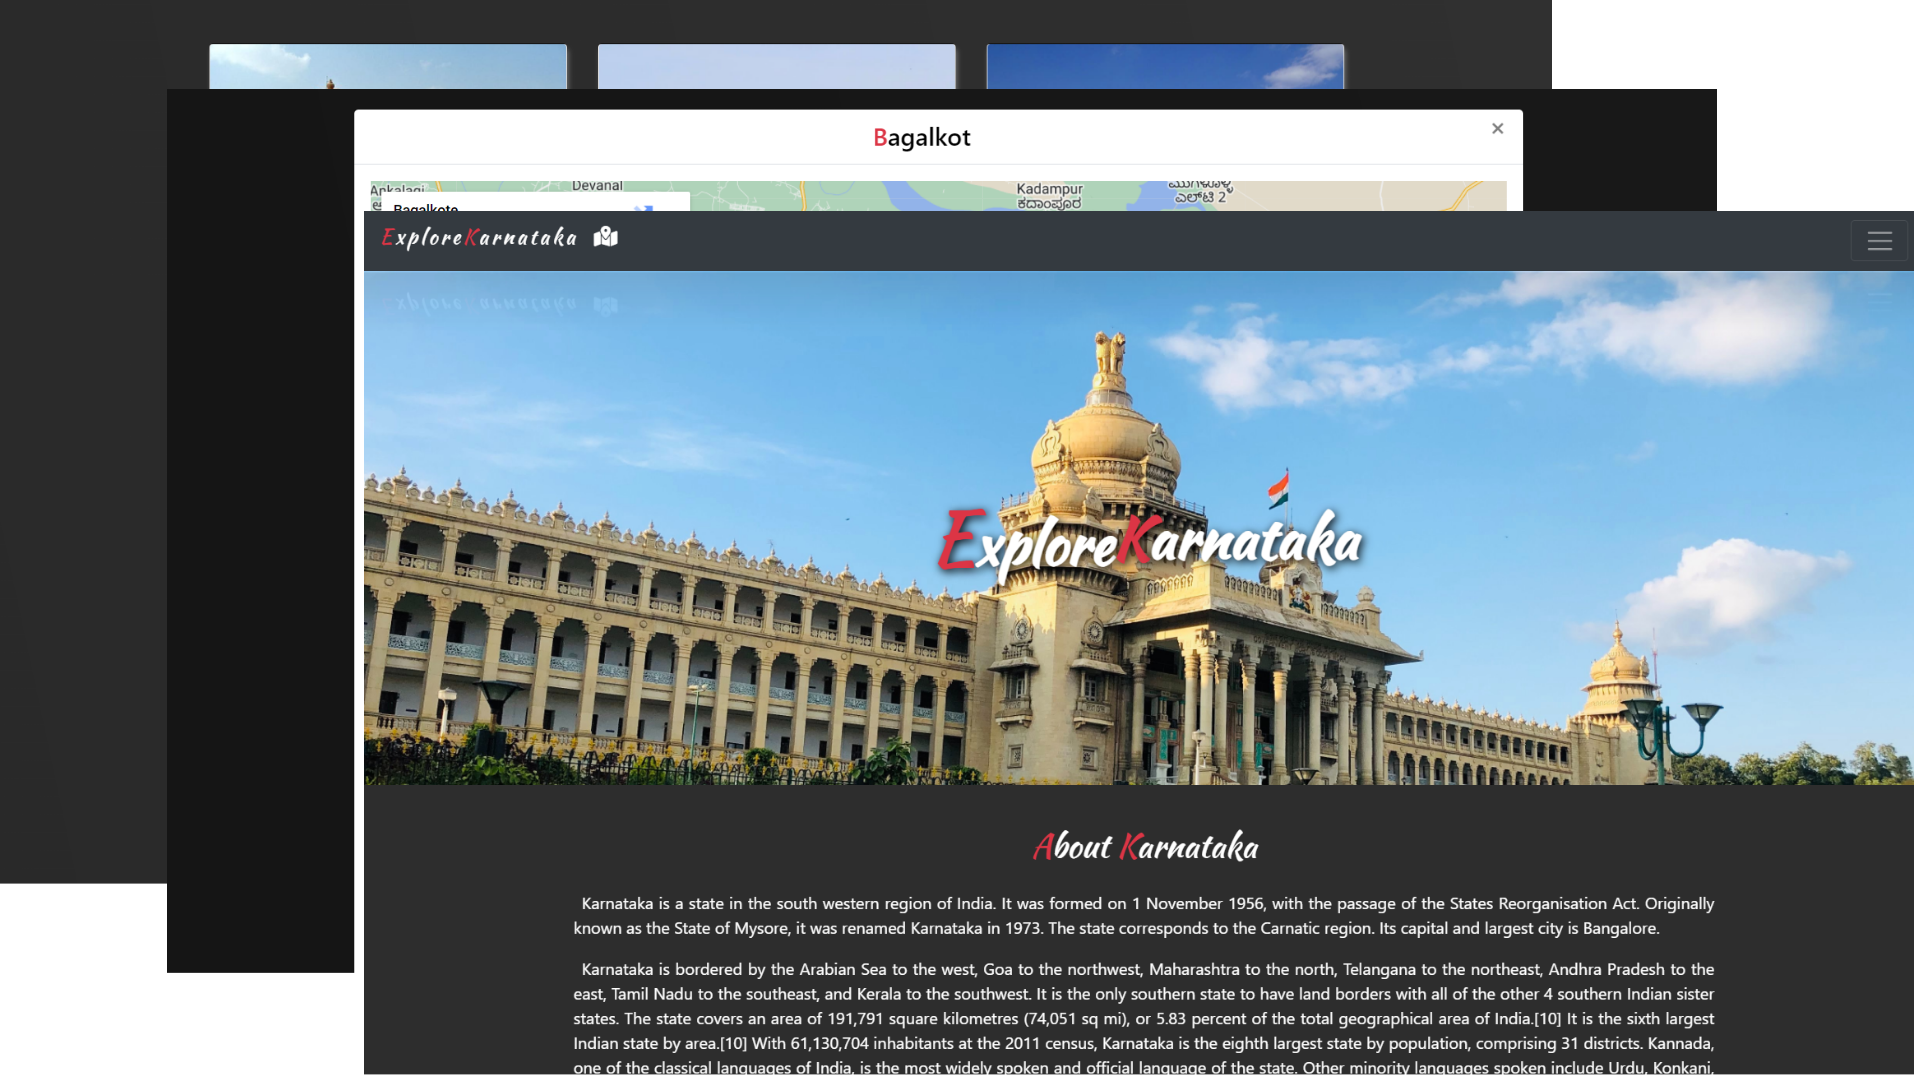 Bagalkot
×
Ankalagi
Devanal
Kadampur
ಕದಾಂಪೂರ
ಎಲ್‌ಟಿ 2
Bagalkote
ExploreKarnataka
ExploreKarnataka
About Karnataka
Karnataka is a state in the south western region of India. It was formed on 1 November 1956, with the passage of the States Reorganisation Act. Originally
known as the State of Mysore, it was renamed Karnataka in 1973. The state corresponds to the Carnatic region. Its capital and largest city is Bangalore.
Karnataka is bordered by the Arabian Sea to the west, Goa to the northwest, Maharashtra to the north, Telangana to the northeast, Andhra Pradesh to the
east, Tamil Nadu to the southeast, and Kerala to the southwest. It is the only southern state to have land borders with all of the other 4 southern Indian sister
states. The state covers an area of 191,791 square kilometres (74,051 sq mi), or 5.83 percent of the total geographical area of India.[10] It is the sixth largest
Indian state by area.[10] With 61,130,704 inhabitants at the 2011 census, Karnataka is the eighth largest state by population, comprising 31 districts. Kannada,
one of the classical languages of India, is the most widely spoken and official language of the state. Other minority languages spoken include Urdu, Konkani,